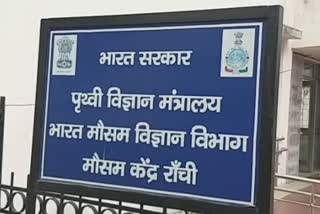 भारत सरकार
पृथ्वी विज्ञान मंत्रालय
भारत मौसम विज्ञान विभाग
मौसम केंद्र राँची